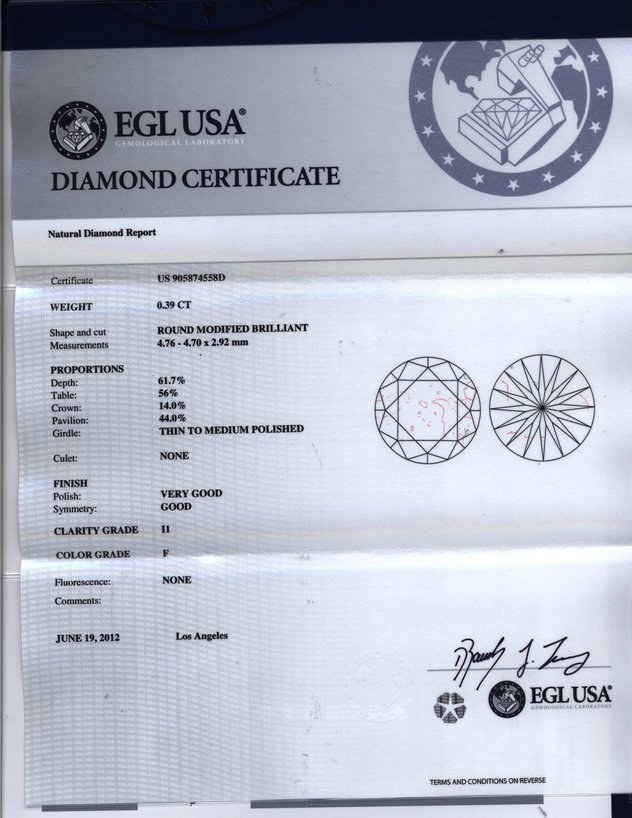 EGL USA®
GEMOLOGICAL LABORATORY
DIAMOND CERTIFICATE
Natural Diamond Report
Certificate US 905874558D
WEIGHT 0.39 CT
Shape and cut ROUND MODIFIED BRILLIANT
Measurements 4.76 - 4.70 x 2.92 mm
PROPORTIONS
Depth: 61.7%
Table: 56%
Crown: 14.0%
Pavilion: 44.0%
Girdle: THIN TO MEDIUM POLISHED
Culet: NONE
FINISH
Polish: VERY GOOD
Symmetry: GOOD
CLARITY GRADE I1
COLOR GRADE F
Fluorescence: NONE
Comments:
JUNE 19, 2012 Los Angeles
EGL USA®
GEMOLOGICAL LABORATORY
TERMS AND CONDITIONS ON REVERSE